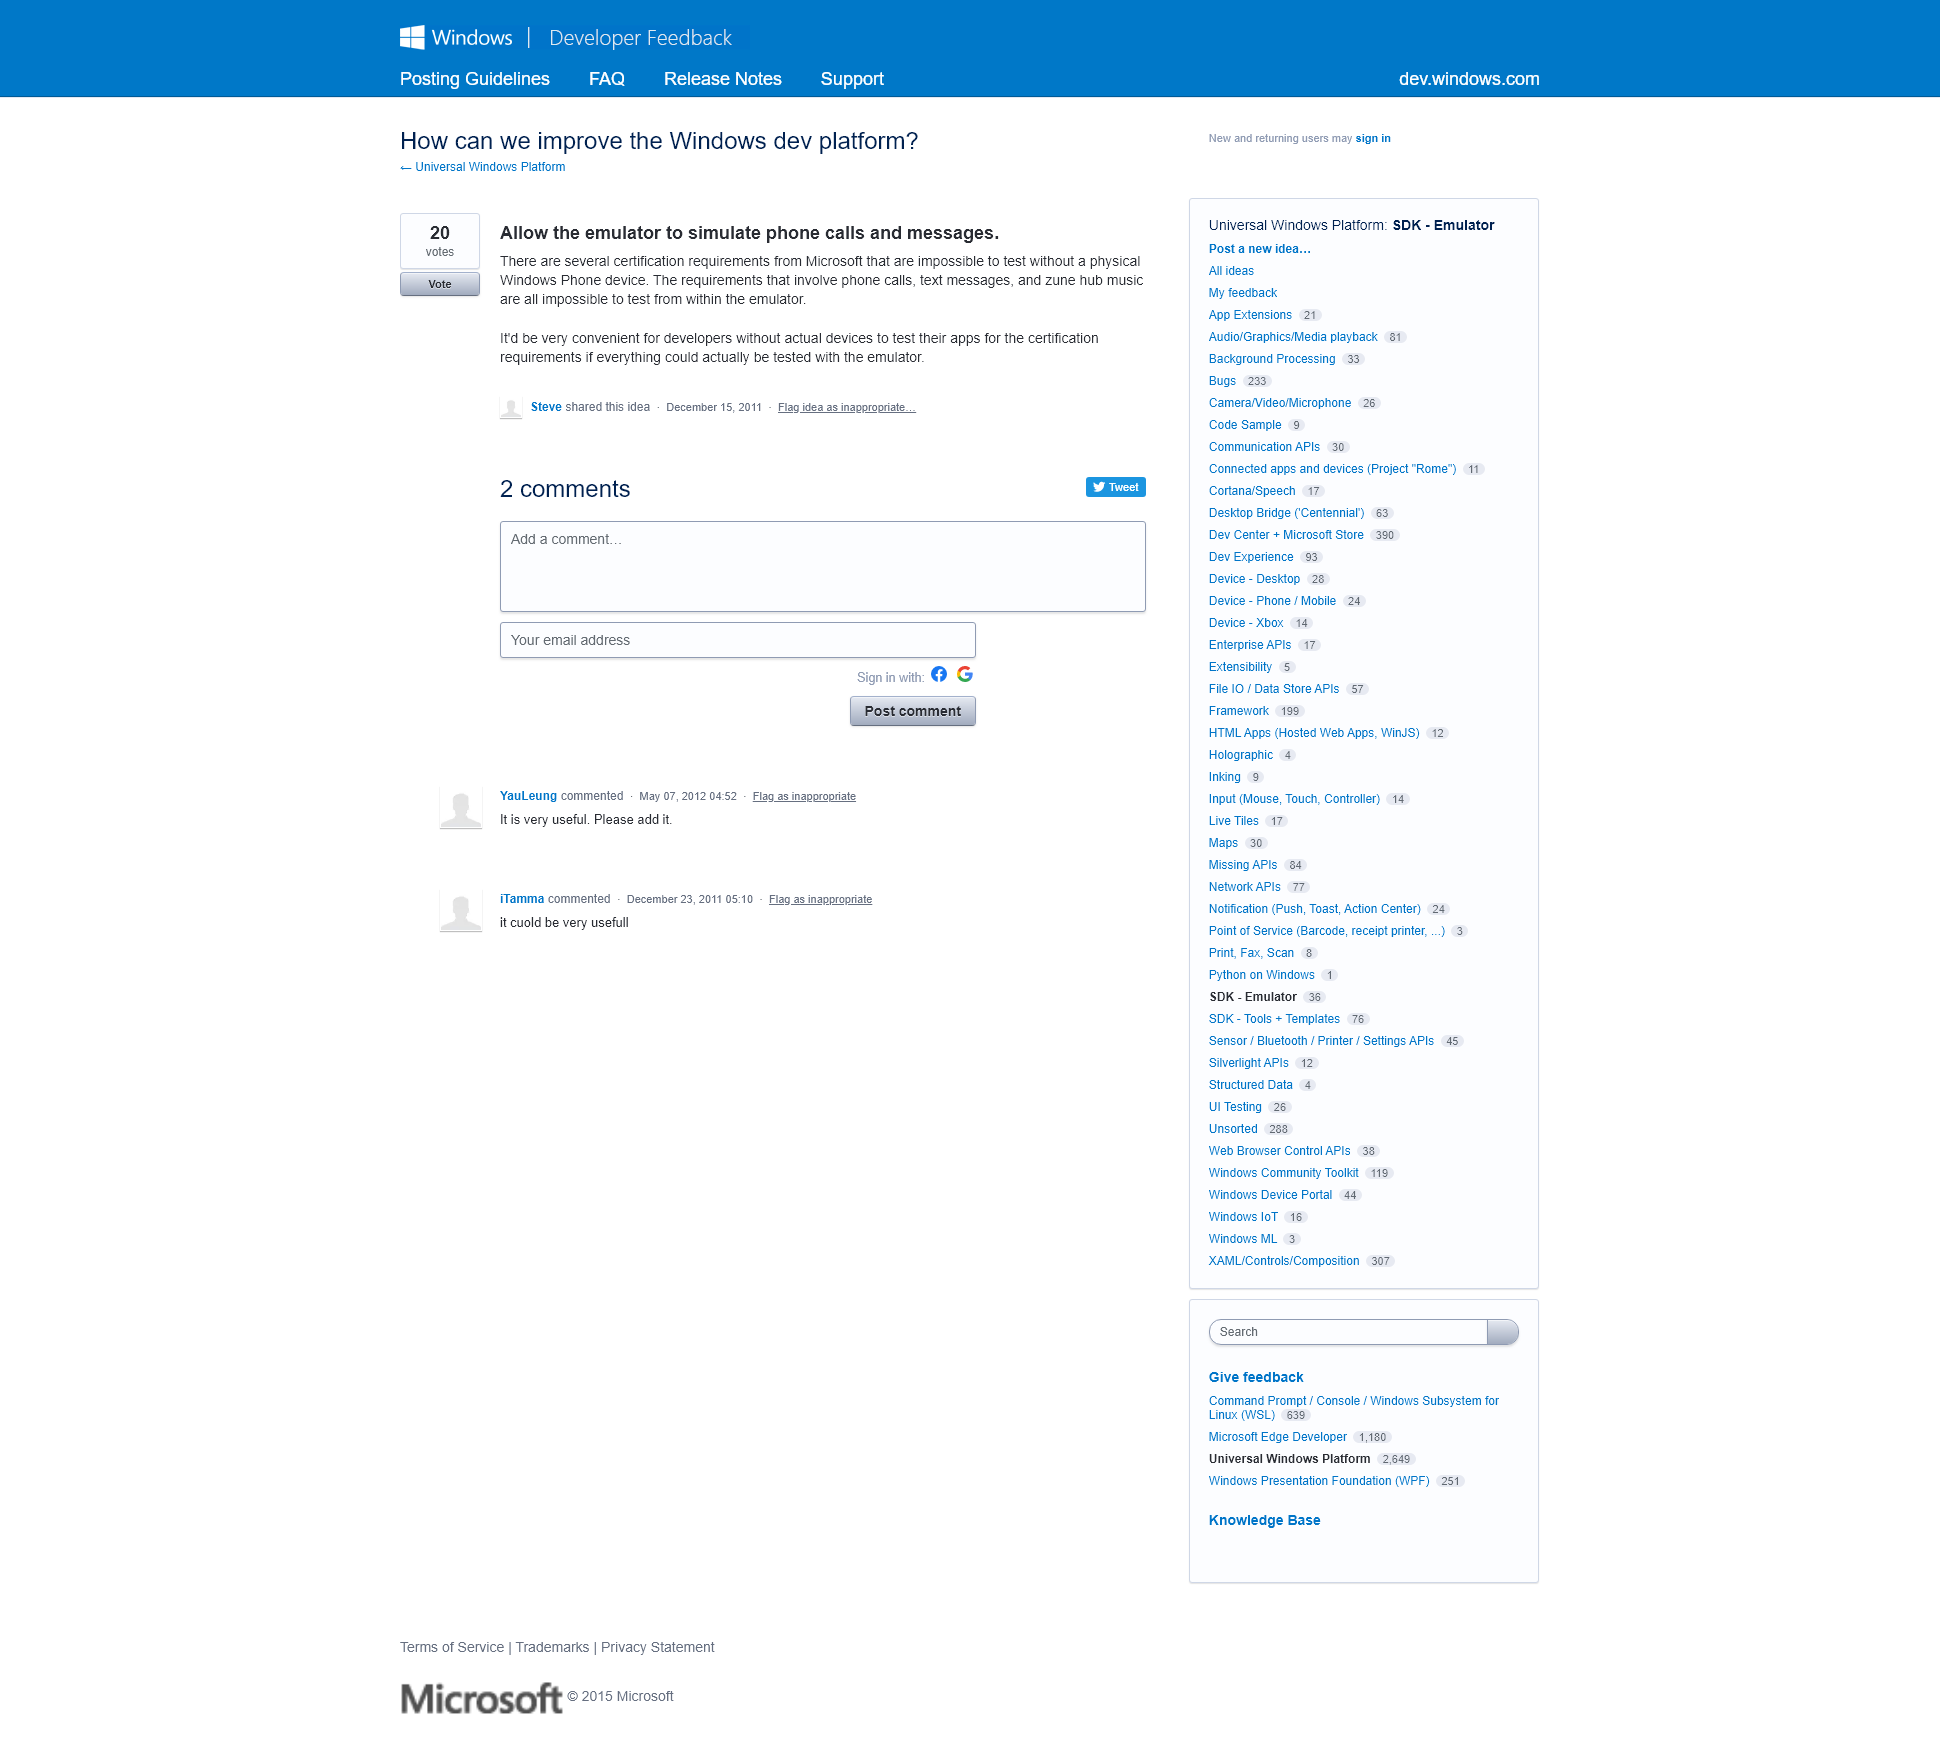 Windows | Developer Feedback
Posting Guidelines FAQ Release Notes Support dev.windows.com
How can we improve the Windows dev platform?
← Universal Windows Platform
New and returning users may sign in
20
votes
Vote
Allow the emulator to simulate phone calls and messages.
There are several certification requirements from Microsoft that are impossible to test without a physical
Windows Phone device. The requirements that involve phone calls, text messages, and zune hub music
are all impossible to test from within the emulator.
It'd be very convenient for developers without actual devices to test their apps for the certification
requirements if everything could actually be tested with the emulator.
Steve shared this idea · December 15, 2011 · Flag idea as inappropriate…
2 comments
Tweet
Add a comment…
Your email address
Sign in with:
Post comment
YauLeung commented · May 07, 2012 04:52 · Flag as inappropriate
It is very useful. Please add it.
iTamma commented · December 23, 2011 05:10 · Flag as inappropriate
it cuold be very usefull
Universal Windows Platform: SDK - Emulator
Post a new idea…
All ideas
My feedback
App Extensions 21
Audio/Graphics/Media playback 81
Background Processing 33
Bugs 233
Camera/Video/Microphone 26
Code Sample 9
Communication APIs 30
Connected apps and devices (Project "Rome") 11
Cortana/Speech 17
Desktop Bridge ('Centennial') 63
Dev Center + Microsoft Store 390
Dev Experience 93
Device - Desktop 28
Device - Phone / Mobile 24
Device - Xbox 14
Enterprise APIs 17
Extensibility 5
File IO / Data Store APIs 57
Framework 199
HTML Apps (Hosted Web Apps, WinJS) 12
Holographic 4
Inking 9
Input (Mouse, Touch, Controller) 14
Live Tiles 17
Maps 30
Missing APIs 84
Network APIs 77
Notification (Push, Toast, Action Center) 24
Point of Service (Barcode, receipt printer, ...) 3
Print, Fax, Scan 8
Python on Windows 1
SDK - Emulator 36
SDK - Tools + Templates 76
Sensor / Bluetooth / Printer / Settings APIs 45
Silverlight APIs 12
Structured Data 4
UI Testing 26
Unsorted 288
Web Browser Control APIs 38
Windows Community Toolkit 119
Windows Device Portal 44
Windows IoT 16
Windows ML 3
XAML/Controls/Composition 307
Search
Give feedback
Command Prompt / Console / Windows Subsystem for
Linux (WSL) 639
Microsoft Edge Developer 1,180
Universal Windows Platform 2,649
Windows Presentation Foundation (WPF) 251
Knowledge Base
Terms of Service | Trademarks | Privacy Statement
Microsoft © 2015 Microsoft